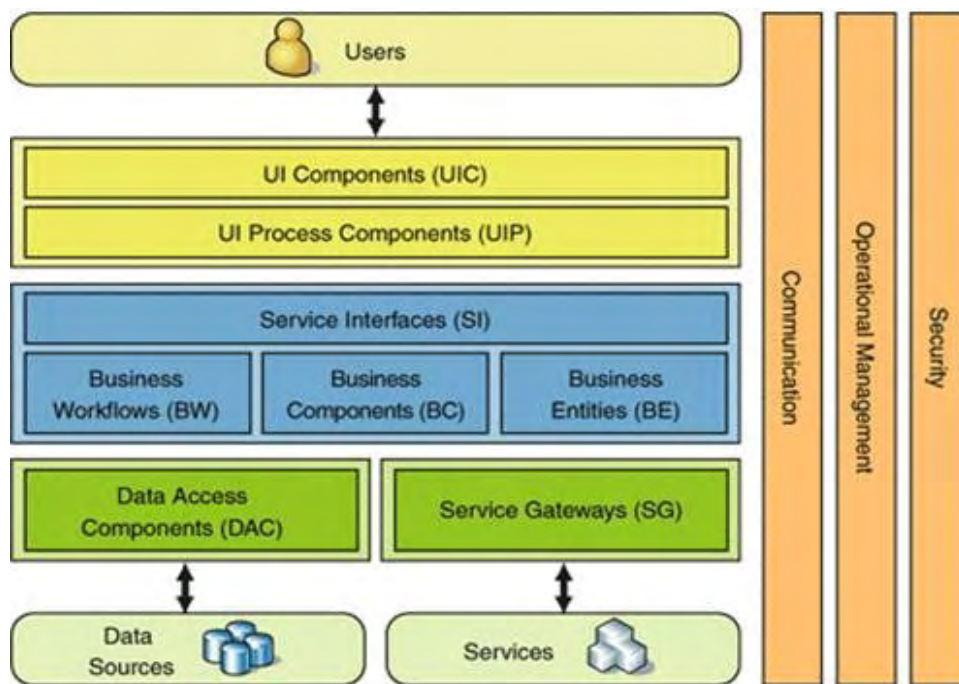 Users
UI Components (UIC)
UI Process Components (UIP)
Service Interfaces (SI)
Business
Workflows (BW)
Business
Components (BC)
Business
Entities (BE)
Data Access
Components (DAC)
Service Gateways (SG)
Data
Sources
Services
Communication
Operational Management
Security